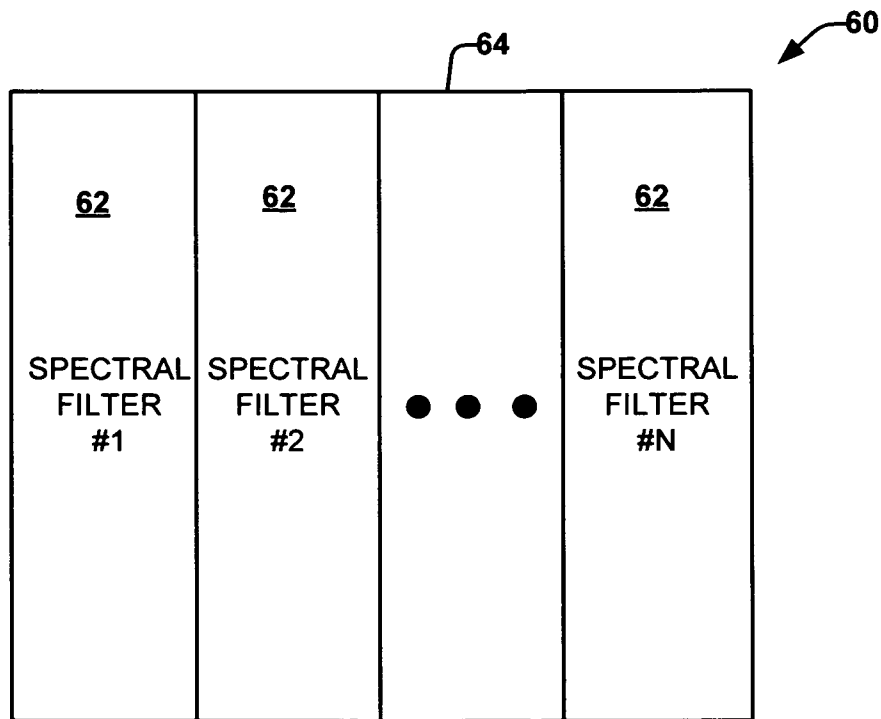 60
64
62
62
62
SPECTRAL
FILTER
#1
SPECTRAL
FILTER
#2
SPECTRAL
FILTER
#N